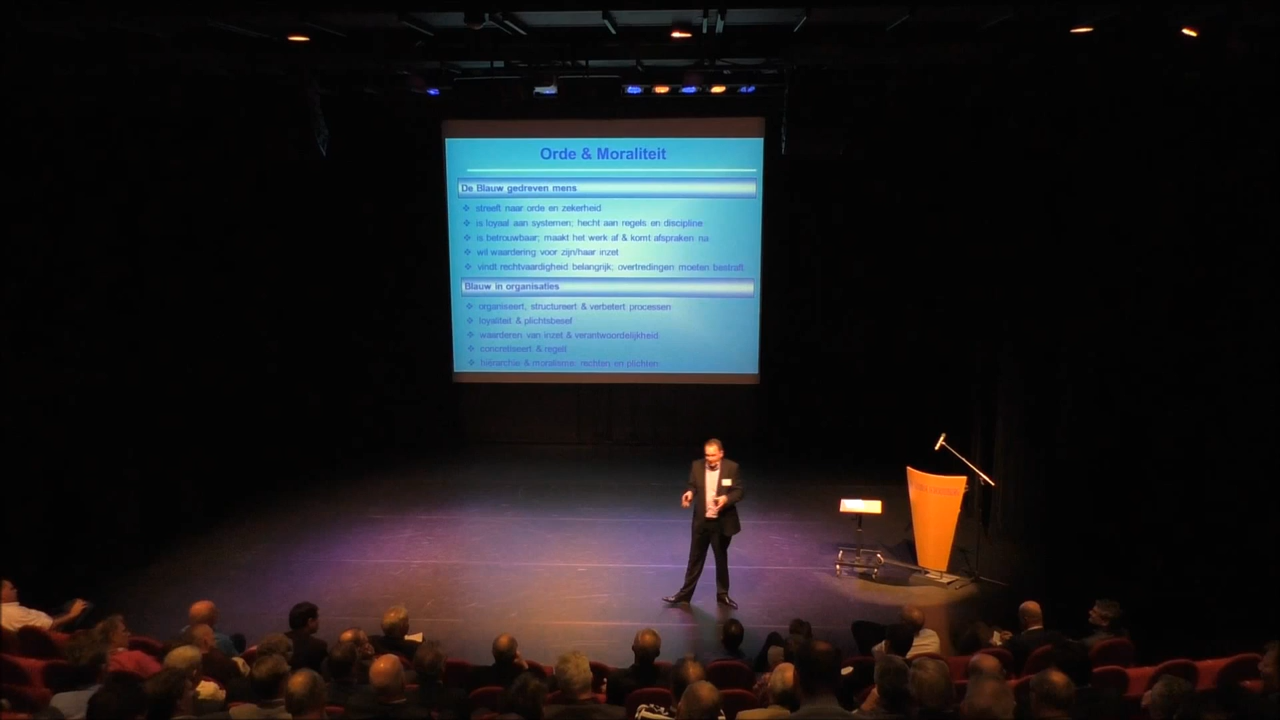 Orde & Moraliteit
De Blauw gedreven mens
streeft naar orde en zekerheid
is loyaal aan systemen; hecht aan regels en discipline
is betrouwbaar; maakt het werk af & komt afspraken na
wil waardering voor zijn/haar inzet
vindt rechtvaardigheid belangrijk; overtredingen moeten bestraft
Blauw in organisaties
organiseert, structureert & verbetert processen
loyaliteit & plichtsbesef
waarderen van inzet & verantwoordelijkheid
concretiseert & regelt
hiërarchie & moralisme: rechten en plichten